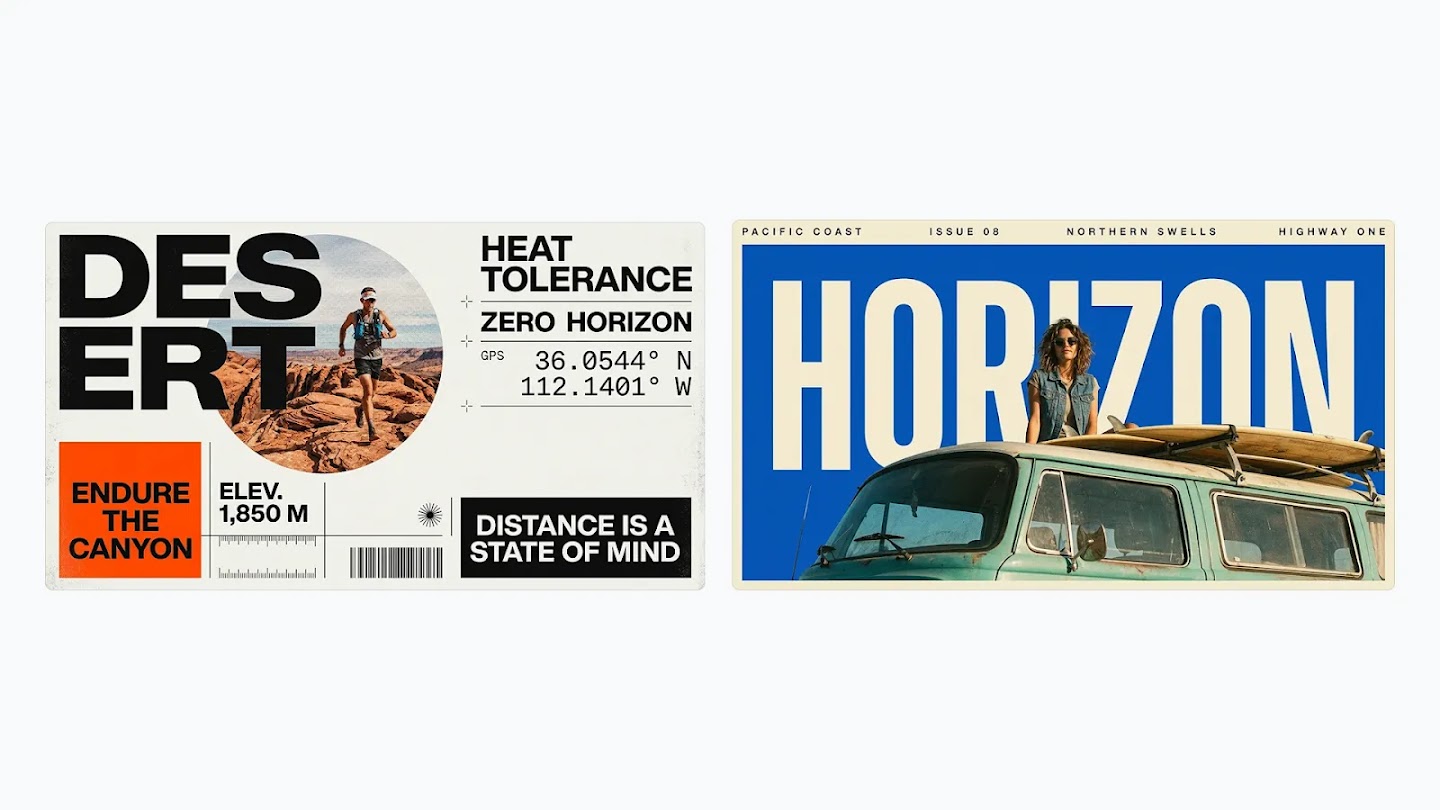 DES
ERT
HEAT
TOLERANCE
ZERO HORIZON
GPS 36.0544° N
112.1401° W
ENDURE
THE
CANYON
ELEV.
1,850 M
DISTANCE IS A
STATE OF MIND
PACIFIC COAST ISSUE 08 NORTHERN SWELLS HIGHWAY ONE
HORIZON